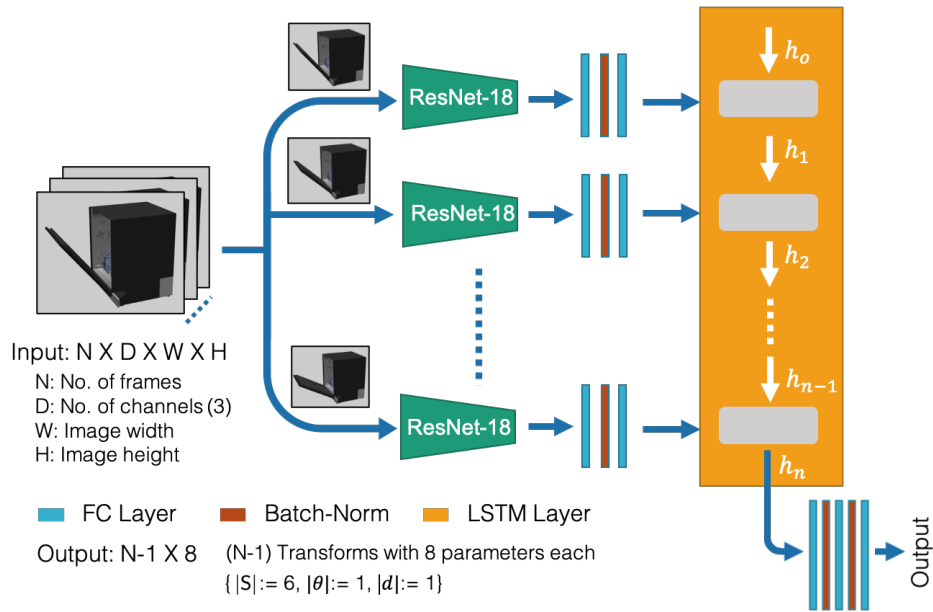 ResNet-18
h_o
h_1
ResNet-18
h_2
Input: N X D X W X H
N: No. of frames
D: No. of channels (3)
W: Image width
H: Image height
ResNet-18
h_{n-1}
h_n
FC Layer
Batch-Norm
LSTM Layer
Output: N-1 X 8
(N-1) Transforms with 8 parameters each
{ |S|:= 6, |θ|:= 1, |d|:= 1}
Output